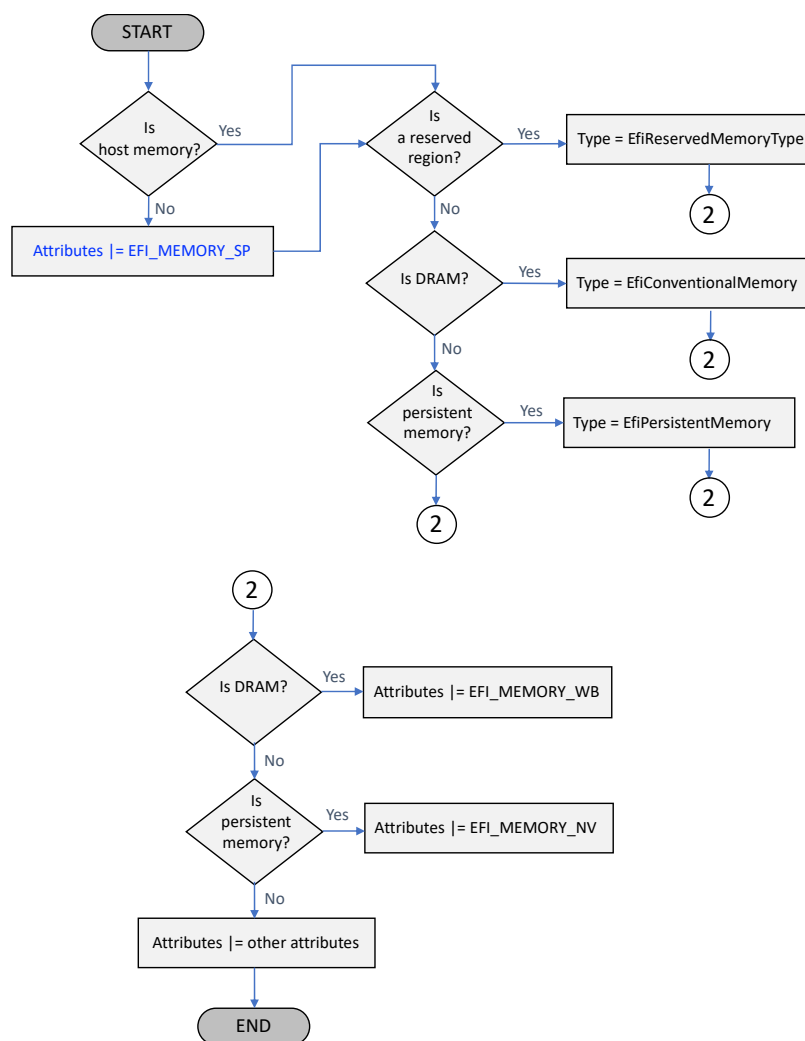 START
Is
host memory?
Yes
No
Attributes |= EFI_MEMORY_SP
Is
a reserved
region?
Yes
Type = EfiReservedMemoryType
2
No
Is DRAM?
Yes
Type = EfiConventionalMemory
2
No
Is
persistent
memory?
Yes
Type = EfiPersistentMemory
2
2
2
Is DRAM?
Yes
Attributes |= EFI_MEMORY_WB
No
Is
persistent
memory?
Yes
Attributes |= EFI_MEMORY_NV
No
Attributes |= other attributes
END